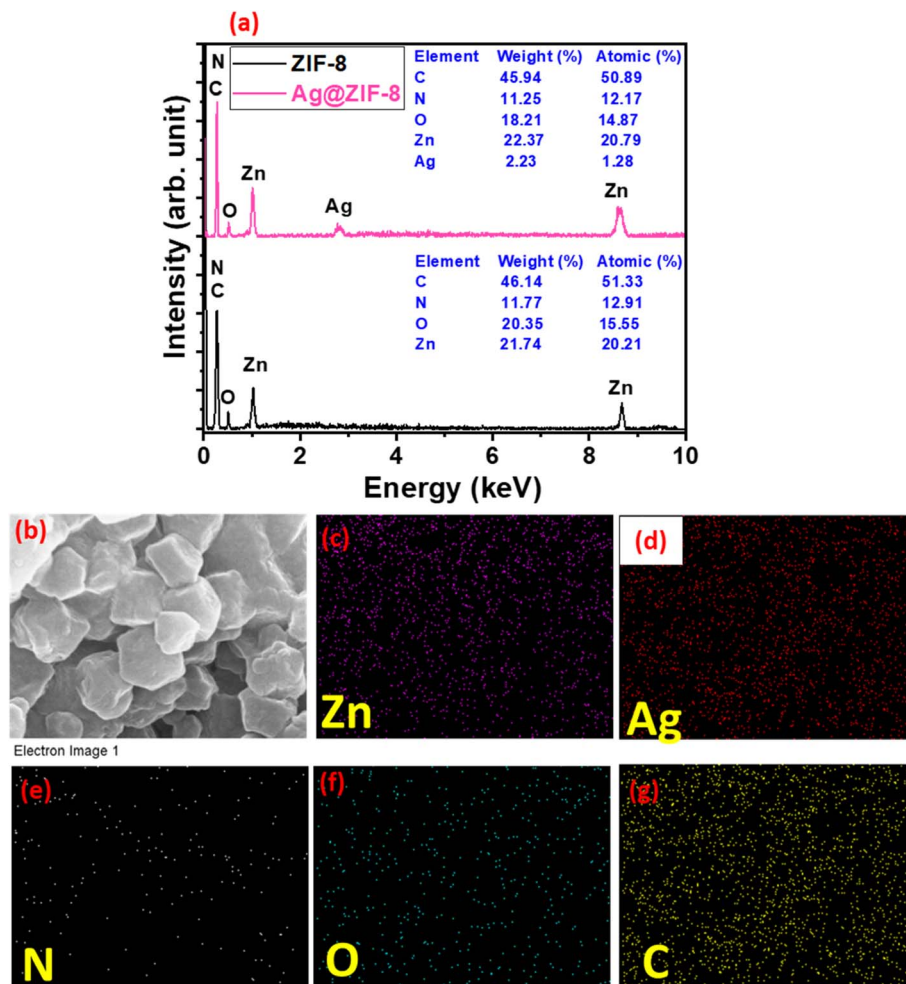 (a)
Intensity (arb. unit)
ZIF-8
Ag@ZIF-8
N
C
O
Zn
Ag
Zn
Element Weight (%) Atomic (%)
C 45.94 50.89
N 11.25 12.17
O 18.21 14.87
Zn 22.37 20.79
Ag 2.23 1.28
N
C
O
Zn
Zn
Element Weight (%) Atomic (%)
C 46.14 51.33
N 11.77 12.91
O 20.35 15.55
Zn 21.74 20.21
0 2 4 6 8 10
Energy (keV)
(b)
Electron Image 1
(c)
Zn
(d)
Ag
(e)
N
(f)
O
(g)
C